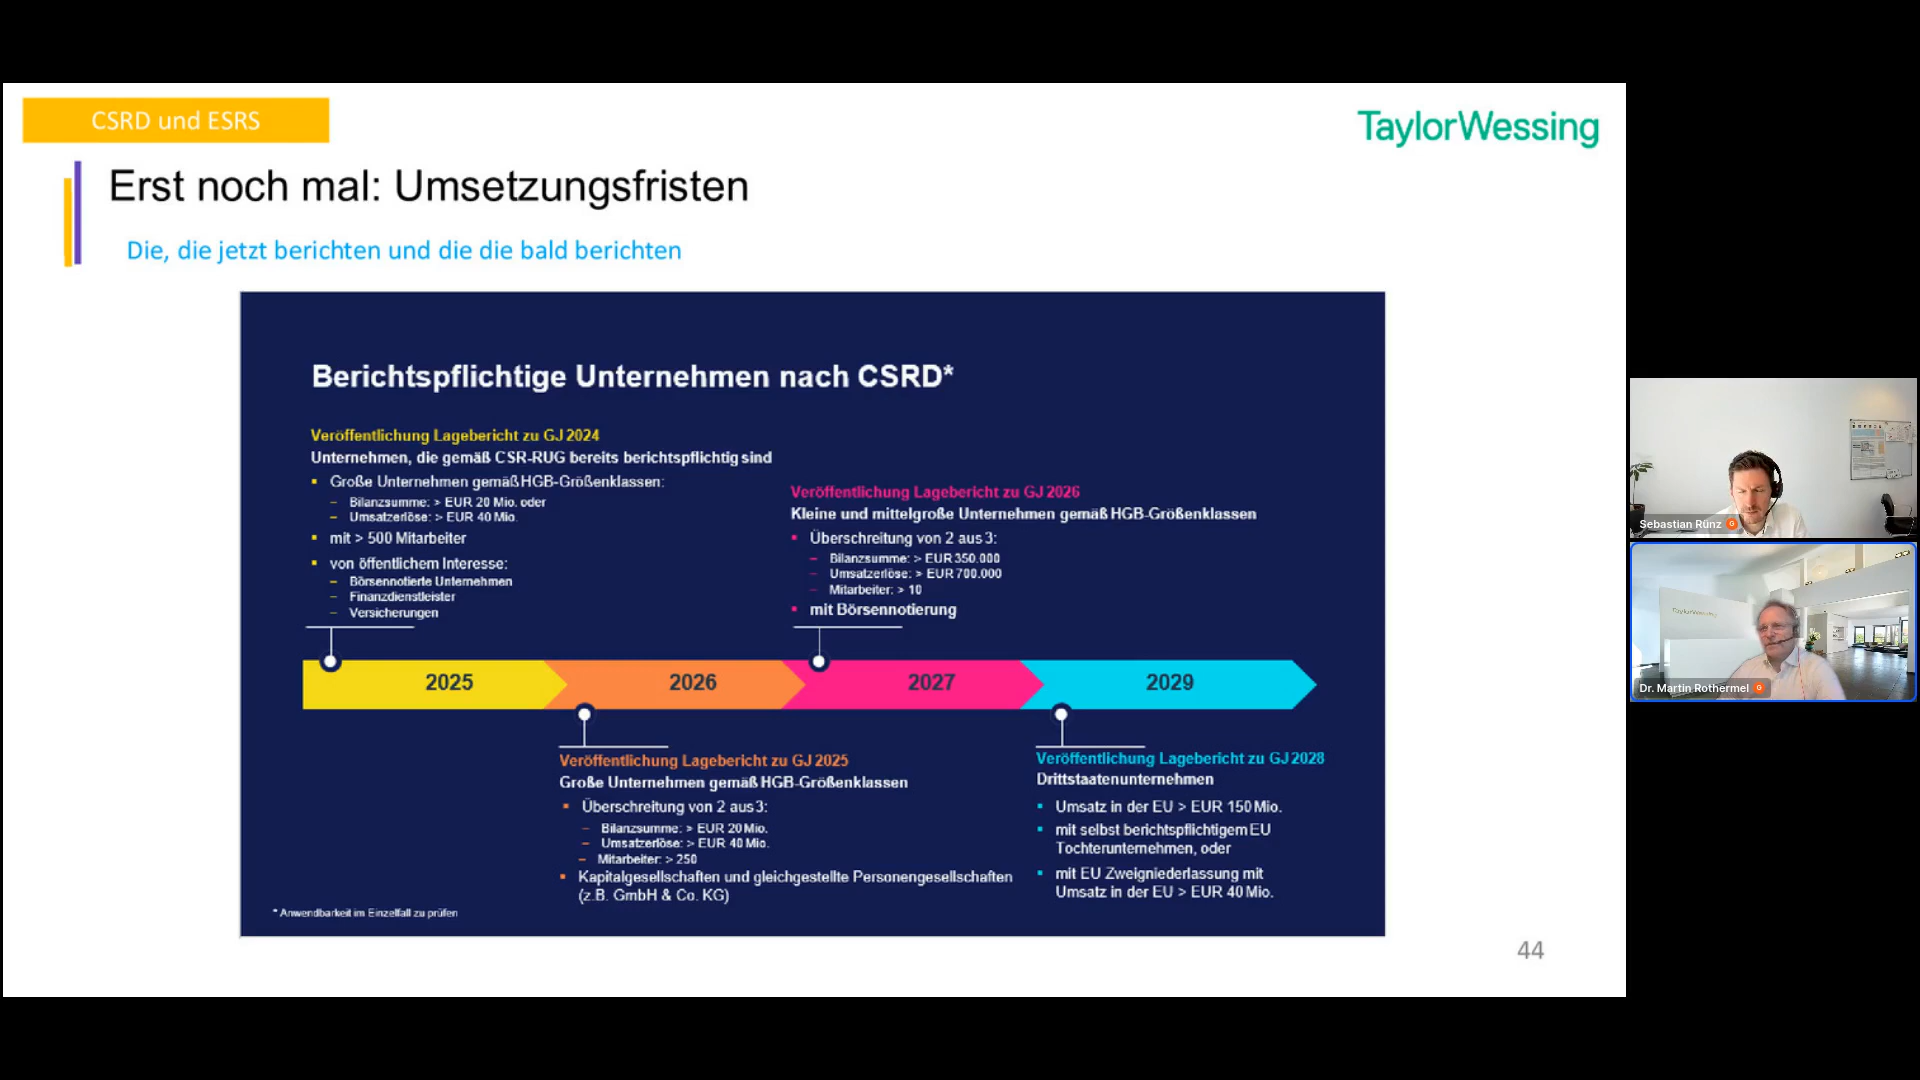 CSRD und ESRS
TaylorWessing
Erst noch mal: Umsetzungsfristen
Die, die jetzt berichten und die die bald berichten
Berichtspflichtige Unternehmen nach CSRD*
Veröffentlichung Lagebericht zu GJ 2024
Unternehmen, die gemäß CSR-RUG bereits berichtspflichtig sind
▪ Große Unternehmen gemäß HGB-Größenklassen:
– Bilanzsumme: > EUR 20 Mio. oder
– Umsatzerlöse: > EUR 40 Mio.
▪ mit > 500 Mitarbeiter
▪ von öffentlichem Interesse:
– Börsennotierte Unternehmen
– Finanzdienstleister
– Versicherungen
Veröffentlichung Lagebericht zu GJ 2026
Kleine und mittelgroße Unternehmen gemäß HGB-Größenklassen
▪ Überschreitung von 2 aus 3:
– Bilanzsumme: > EUR 350.000
– Umsatzerlöse: > EUR 700.000
– Mitarbeiter: > 10
▪ mit Börsennotierung
2025 2026 2027 2029
Veröffentlichung Lagebericht zu GJ 2025
Große Unternehmen gemäß HGB-Größenklassen
▪ Überschreitung von 2 aus 3:
– Bilanzsumme: > EUR 20 Mio.
– Umsatzerlöse: > EUR 40 Mio.
– Mitarbeiter: > 250
▪ Kapitalgesellschaften und gleichgestellte Personengesellschaften
(z.B. GmbH & Co. KG)
Veröffentlichung Lagebericht zu GJ 2028
Drittstaatenunternehmen
▪ Umsatz in der EU > EUR 150 Mio.
▪ mit selbst berichtspflichtigem EU
Tochterunternehmen, oder
▪ mit EU Zweigniederlassung mit
Umsatz in der EU > EUR 40 Mio.
* Anwendbarkeit im Einzelfall zu prüfen
44
Sebastian Rünz
TaylorWessing
Dr. Martin Rothermel